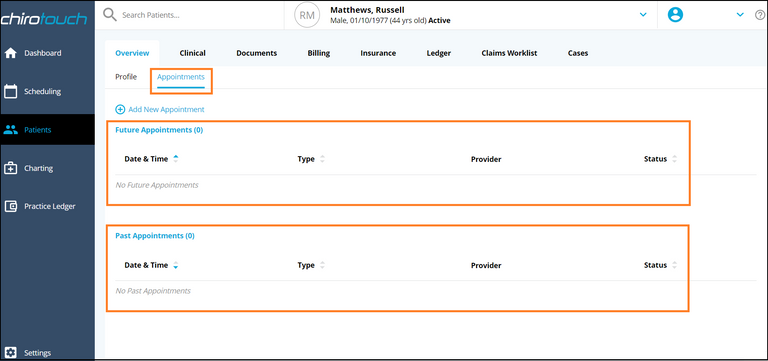 chirotouch
Search Patients...
RM
Matthews, Russell
Male, 01/10/1977 (44 yrs old) Active
?
Dashboard
Scheduling
Patients
Charting
Practice Ledger
Settings
Overview Clinical Documents Billing Insurance Ledger Claims Worklist Cases
Profile Appointments
Add New Appointment
Future Appointments (0)
Date & Time Type Provider Status
No Future Appointments
Past Appointments (0)
Date & Time Type Provider Status
No Past Appointments